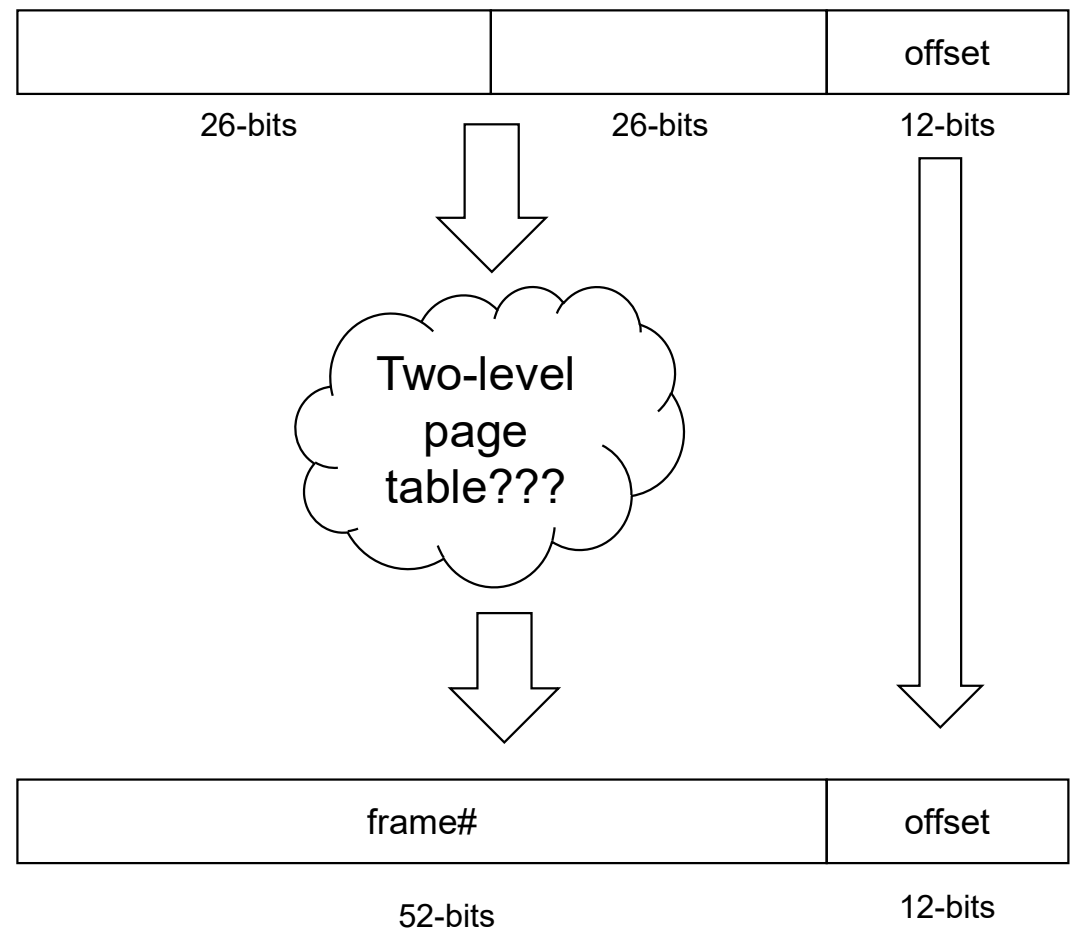 offset
26-bits
26-bits
12-bits
Two-level
page
table???
frame#
offset
52-bits
12-bits